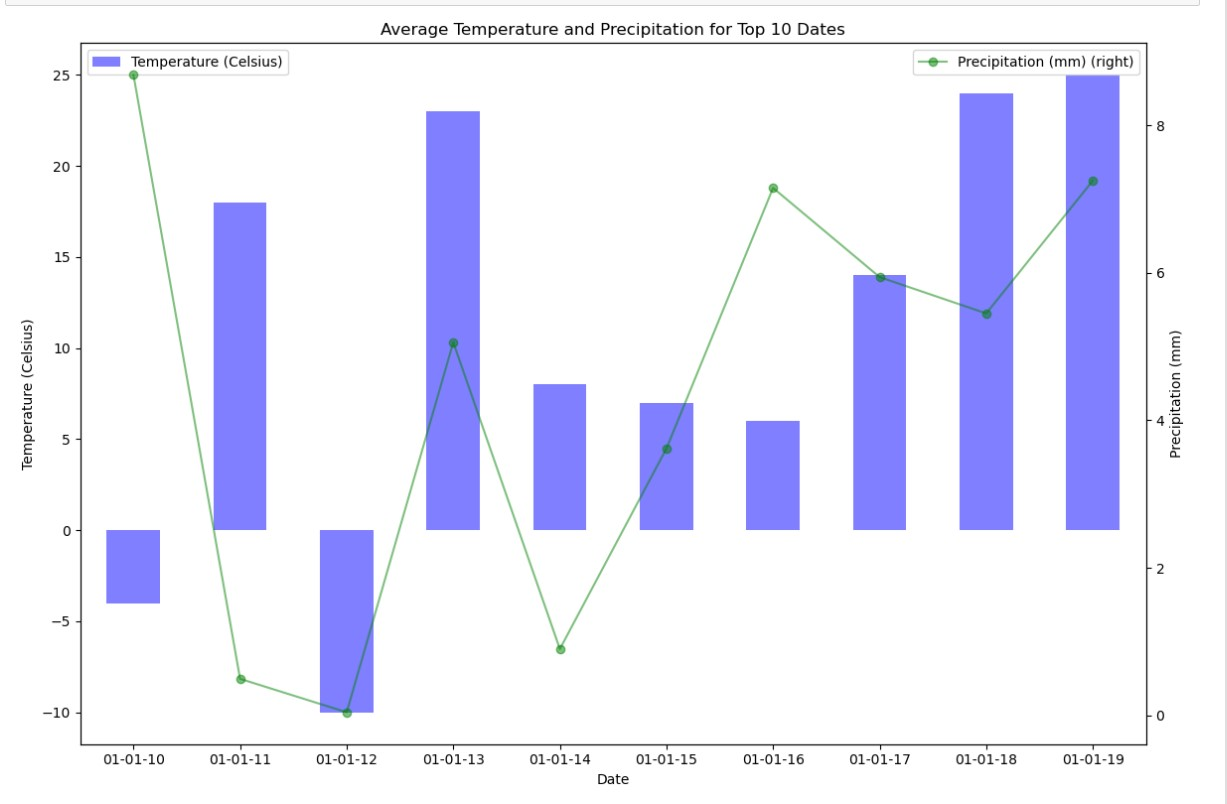 Average Temperature and Precipitation for Top 10 Dates
Temperature (Celsius)
Precipitation (mm) (right)
25
20
15
10
5
0
−5
−10
Temperature (Celsius)
8
6
4
2
0
Precipitation (mm)
01-01-10 01-01-11 01-01-12 01-01-13 01-01-14 01-01-15 01-01-16 01-01-17 01-01-18 01-01-19
Date